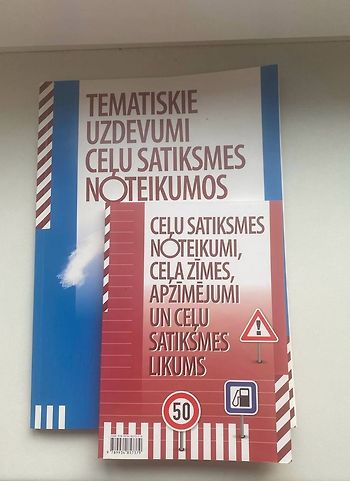 TEMATISKIE
UZDEVUMI
CEĻU SATIKSMES
NOTEIKUMOS
CEĻU SATIKSMES
NOTEIKUMI,
CEĻA ZĪMES,
APZĪMĒJUMI
UN CEĻU
SATIKSMES
LIKUMS
50